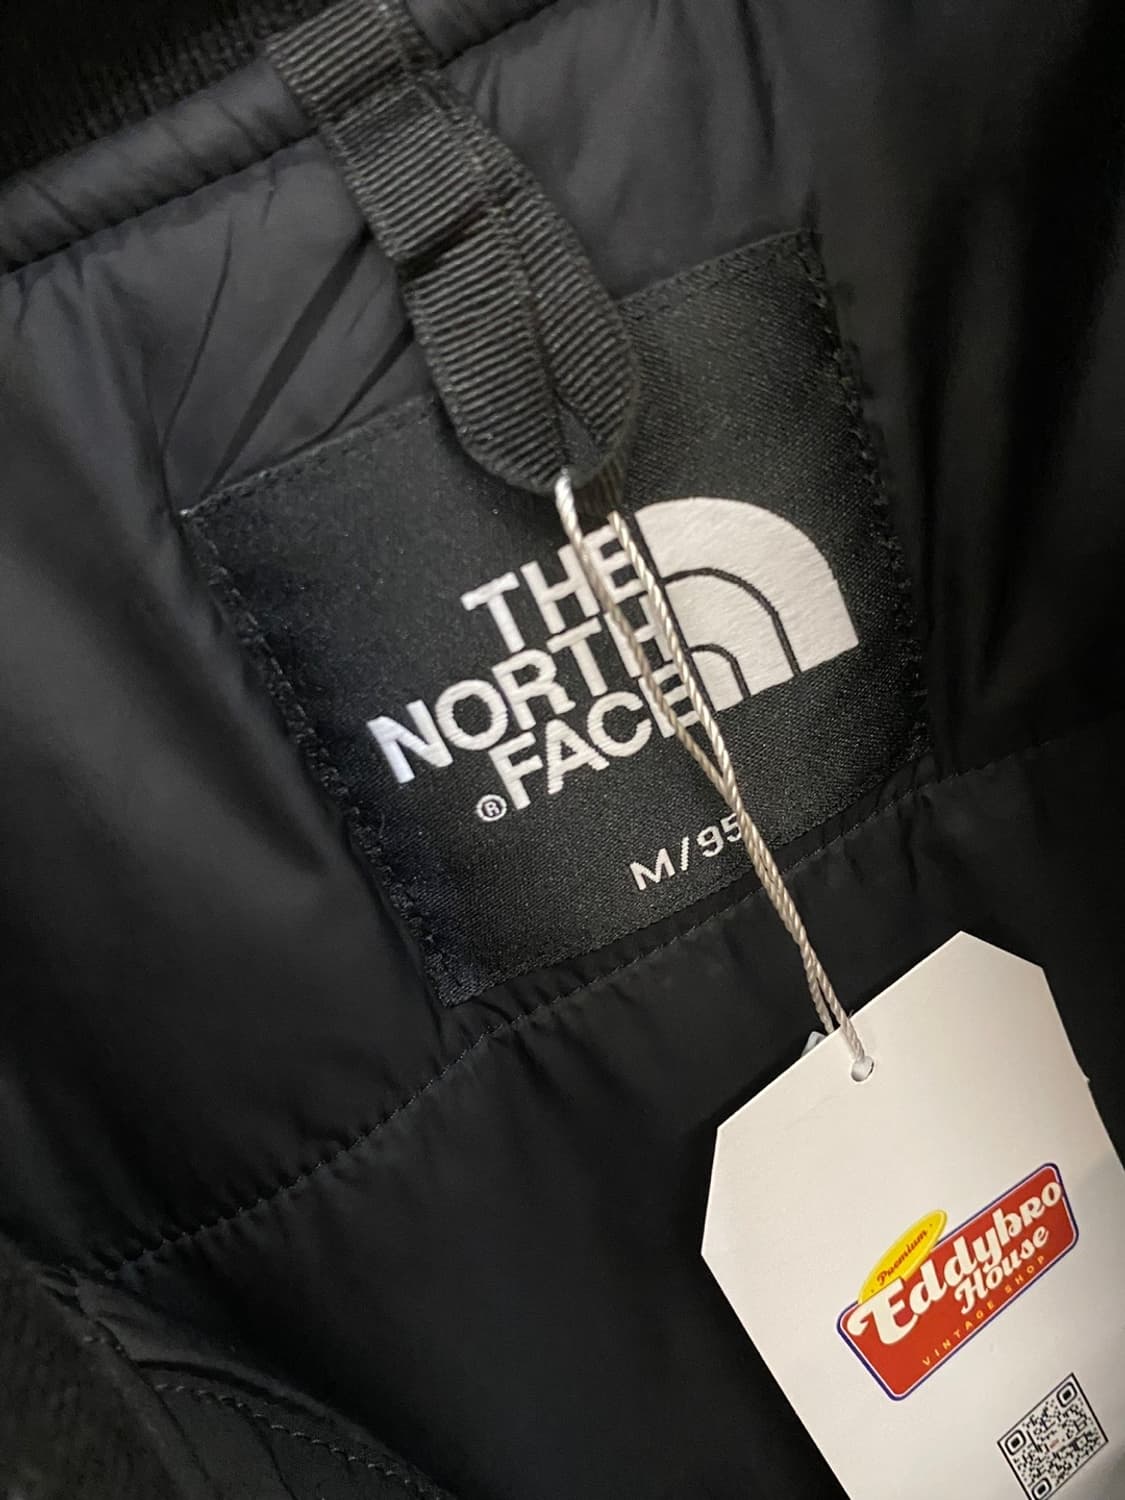 THE
NORTH
FACE
®
M/95
Premium
Eddybro
House
VINTAGE SHOP